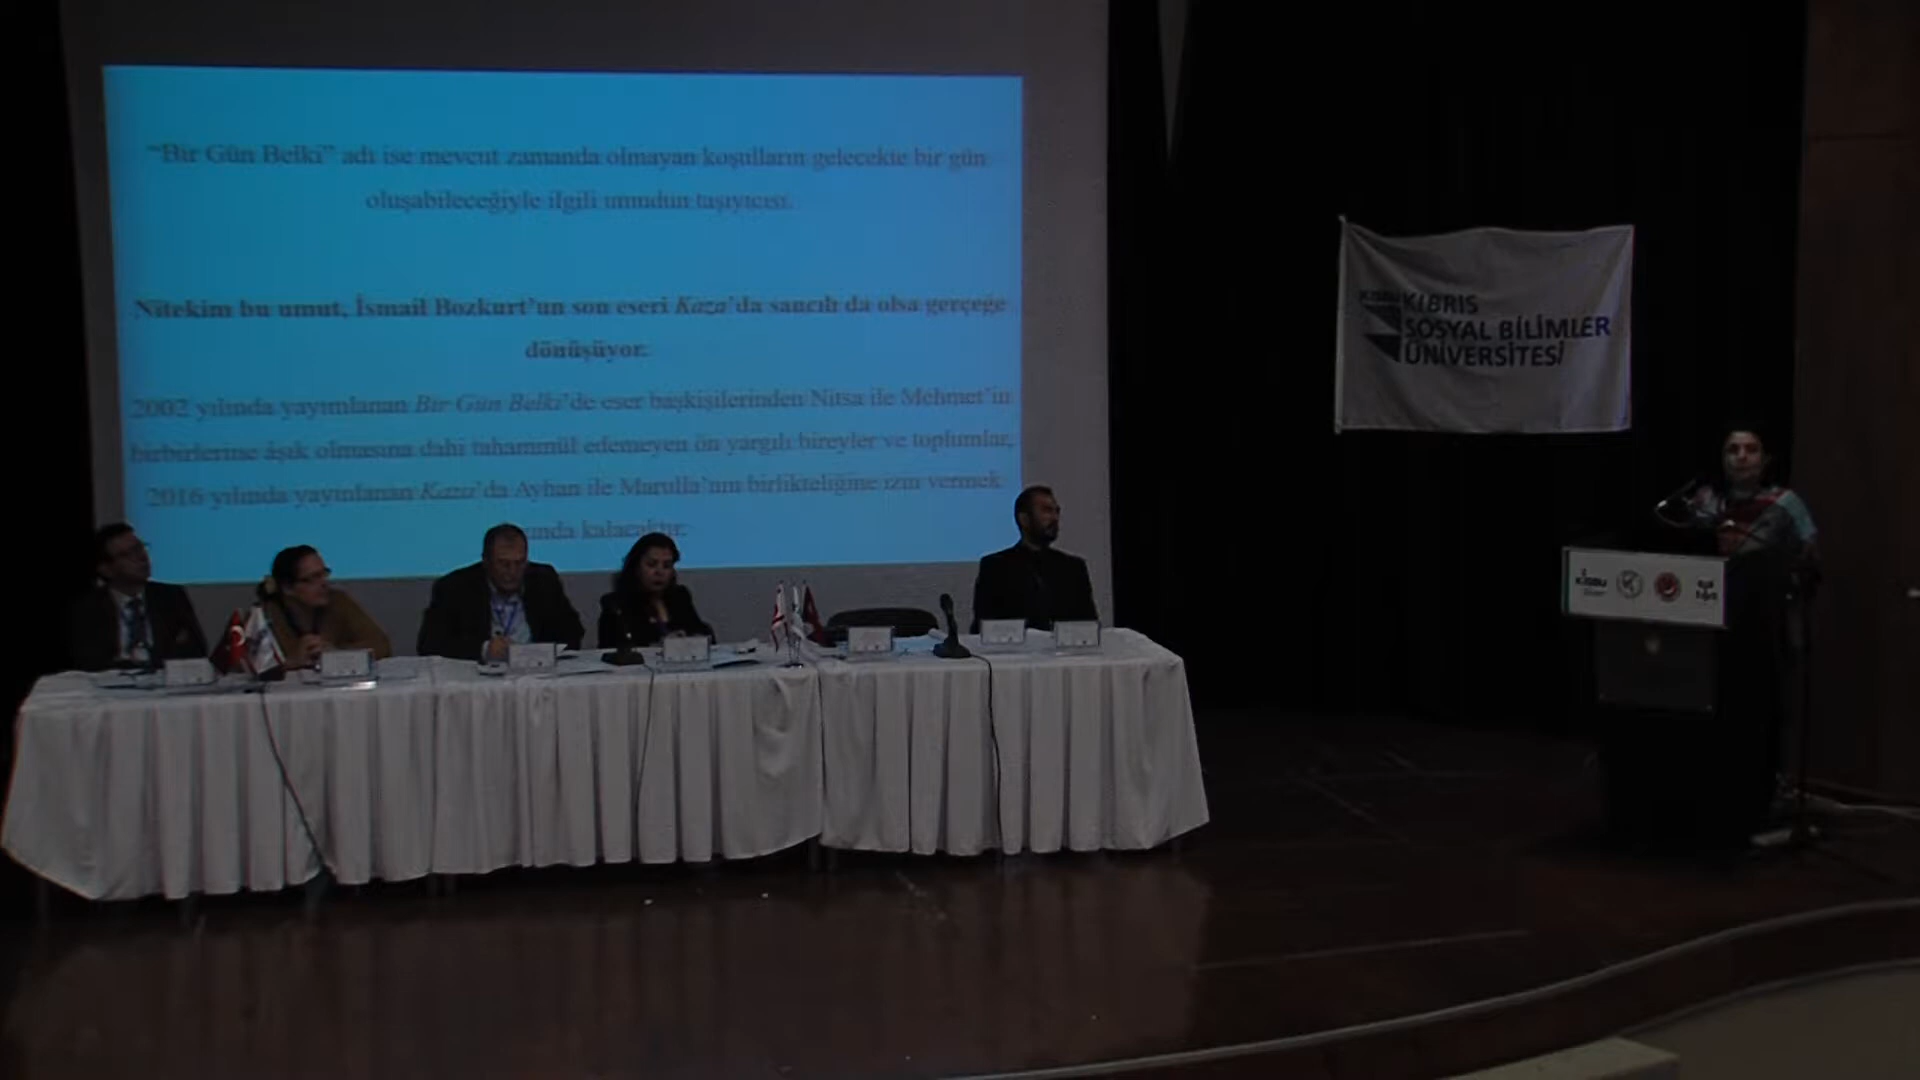 “Bir Gün Belki” adı ise mevcut zamanda olmayan koşulların gelecekte bir gün
oluşabileceğiyle ilgili umudun taşıyıcısı.
Nitekim bu umut, İsmail Bozkurt’un son eseri Kaza’da sancılı da olsa gerçeğe
dönüşüyor.
2002 yılında yayımlanan Bir Gün Belki’de eser başkişilerinden Nitsa ile Mehmet’in
birbirlerine âşık olmasına dahi tahammül edemeyen ön yargılı bireyler ve toplumlar,
2016 yılında yayınlanan Kaza’da Ayhan ile Marulla’nın birlikteliğine izin vermek
kalacaktır.
KIBRIS
SOSYAL BİLİMLER
ÜNİVERSİTESİ
KISBU